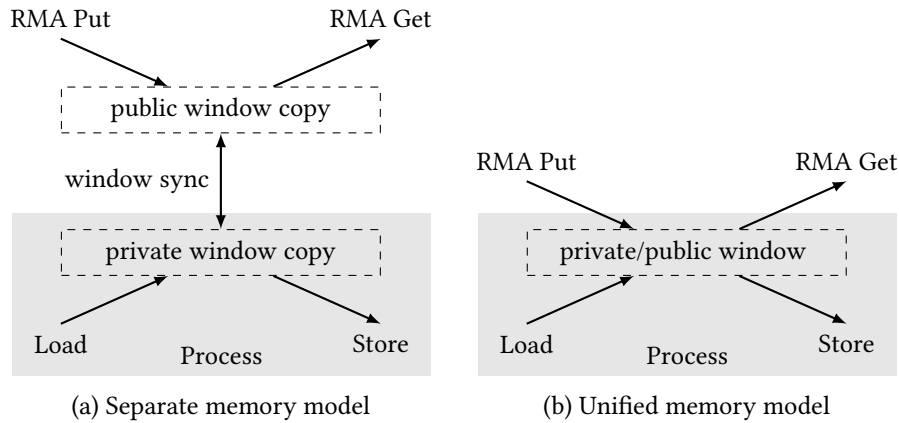 RMA Put RMA Get
public window copy
window sync
private window copy
Load Store
Process
(a) Separate memory model
RMA Put RMA Get
private/public window
Load Store
Process
(b) Unified memory model